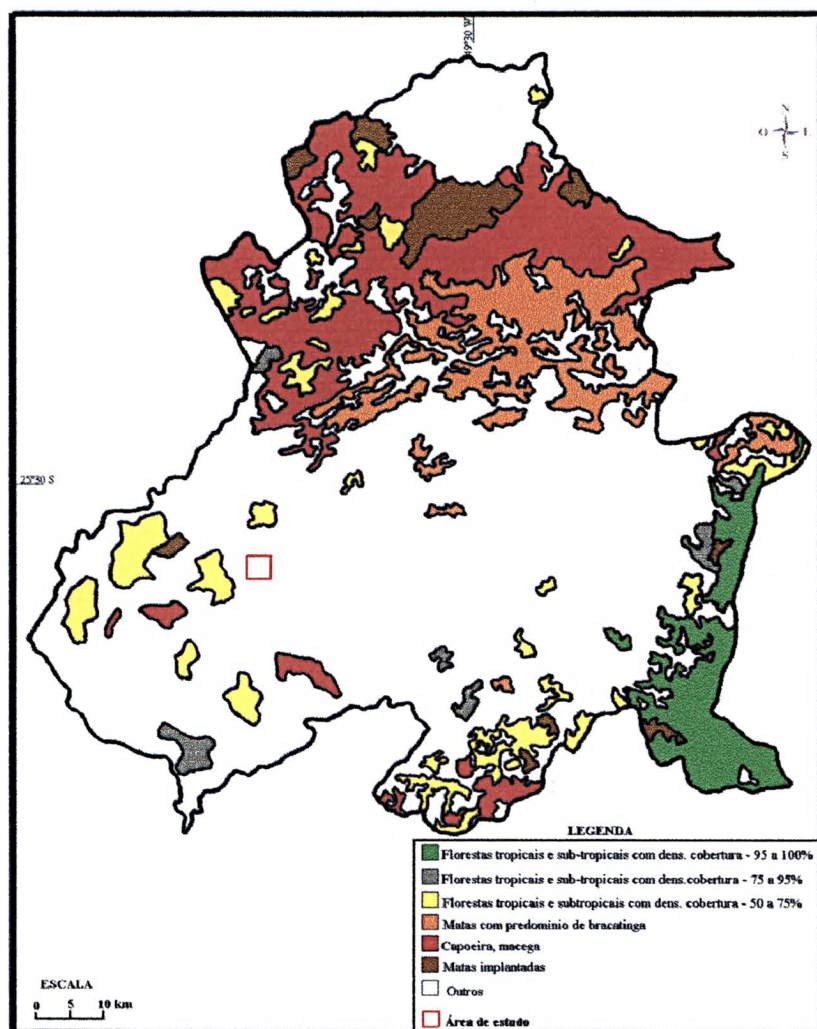 49°30 W
N
O
L
S
25°30 S
LEGENDA
Florestas tropicais e sub-tropicais com dens. cobertura - 95 a 100%
Florestas tropicais e sub-tropicais com dens.cobertura - 75 a 95%
Florestas tropicais e subtropicais com dens. cobertura - 50 a 75%
Matas com predominio de bracatinga
Capoeira, macega
Matas implantadas
Outros
Área de estudo
ESCALA
0 5 10 km